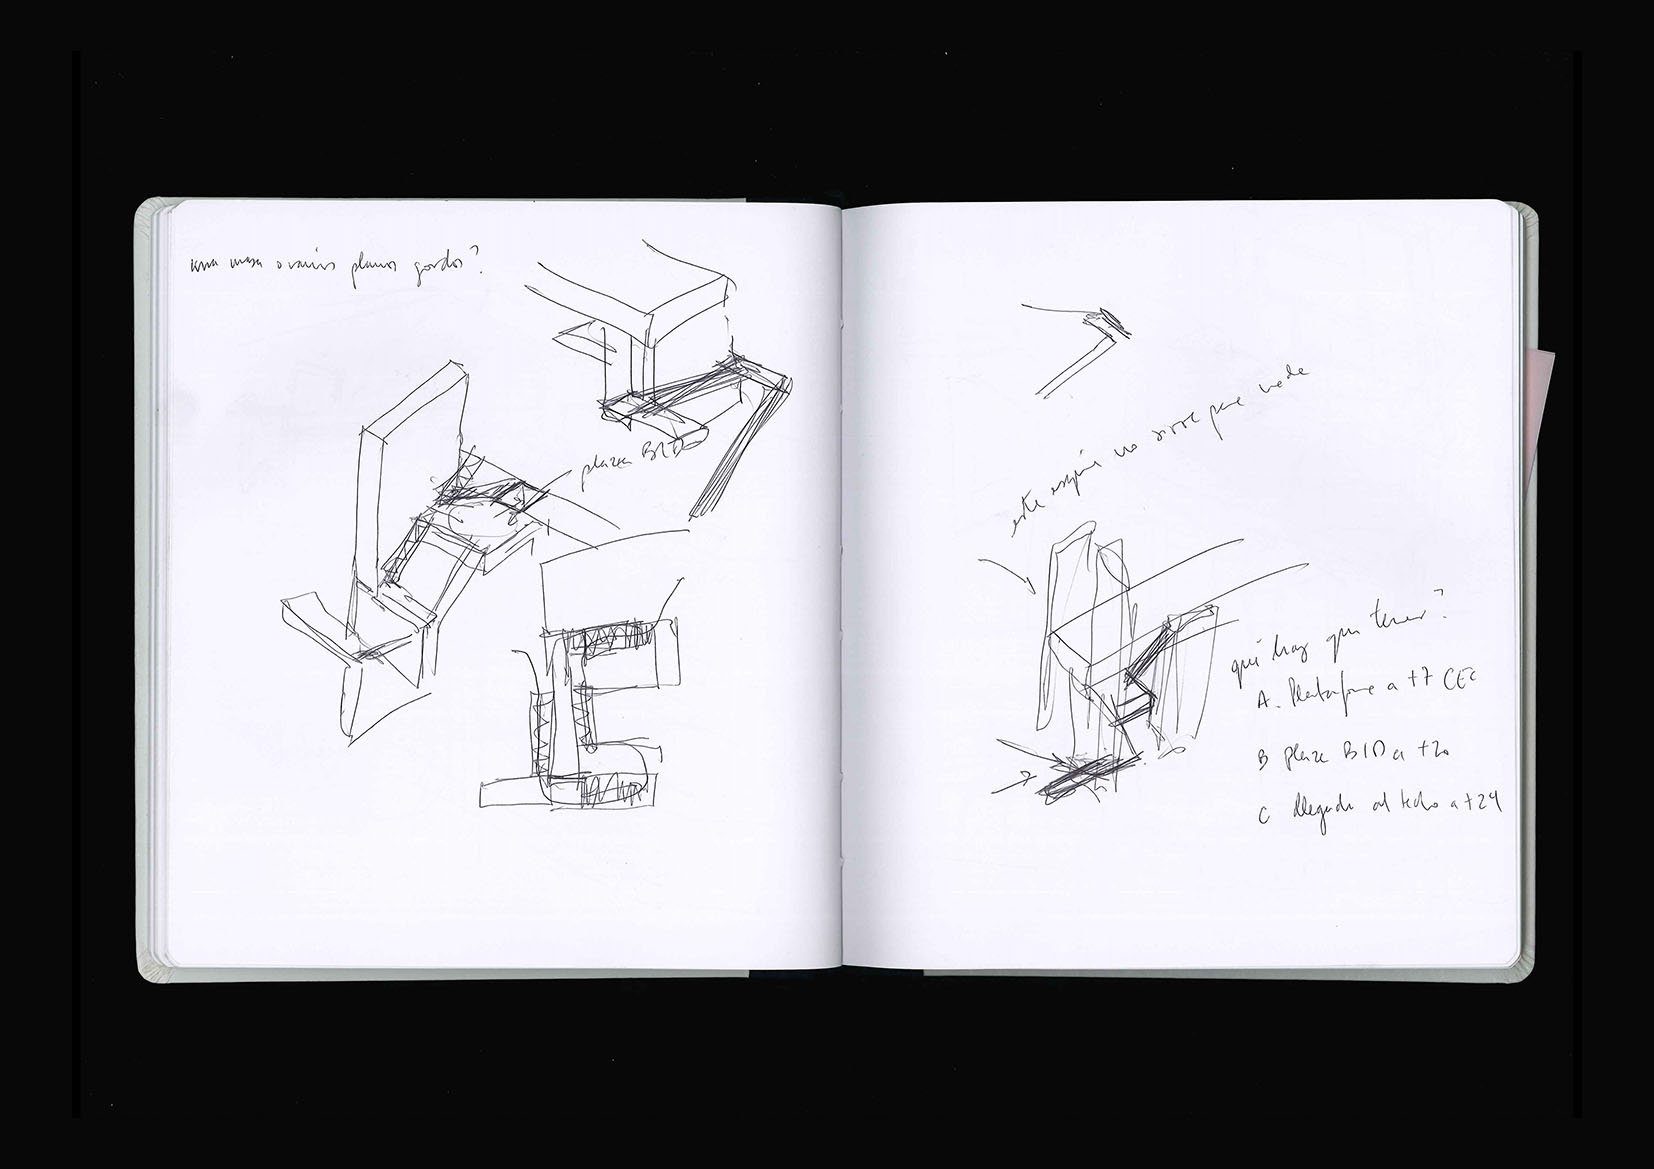 una masa o varios planos gordos?
plaza BID
este esquema no sirve para nada
qué hay que tener?
A. Plataforma a +7 CEC
B plaza BID a +20
C llegada al techo a +24